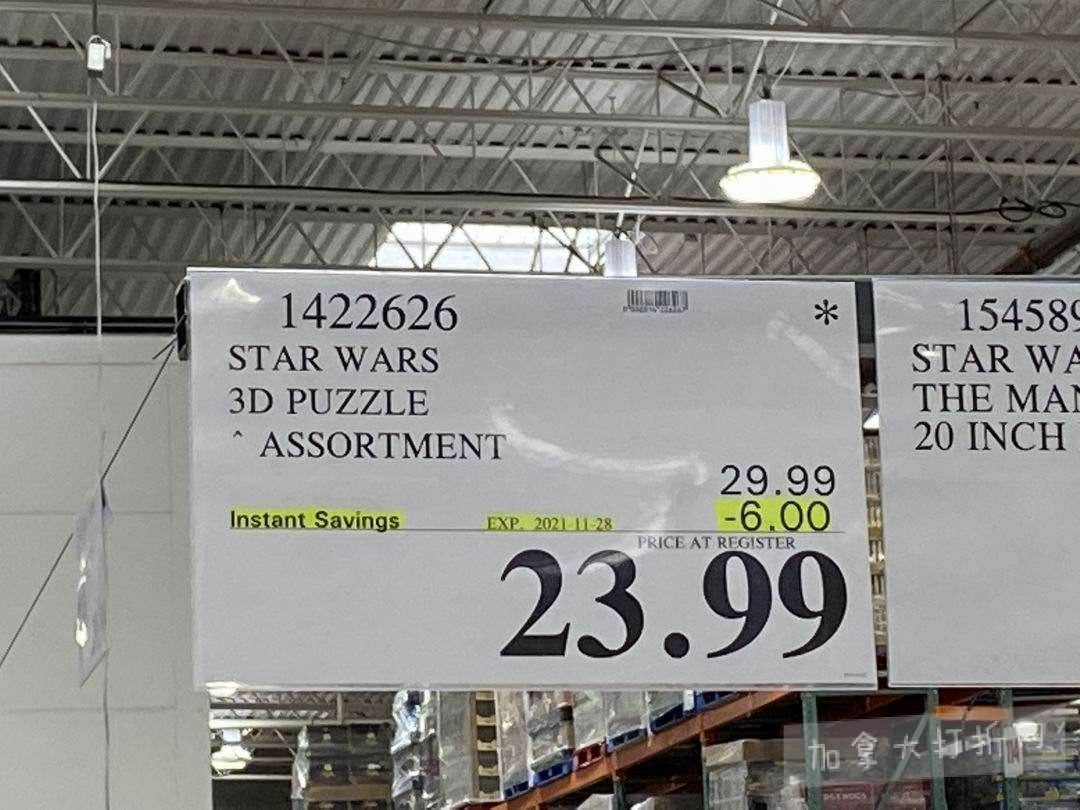 1422626
*
STAR WARS
3D PUZZLE
^ ASSORTMENT
29.99
Instant Savings EXP. 2021-11-28 -6.00
PRICE AT REGISTER
23.99
154589
STAR WA
THE MAN
20 INCH
加拿大打折